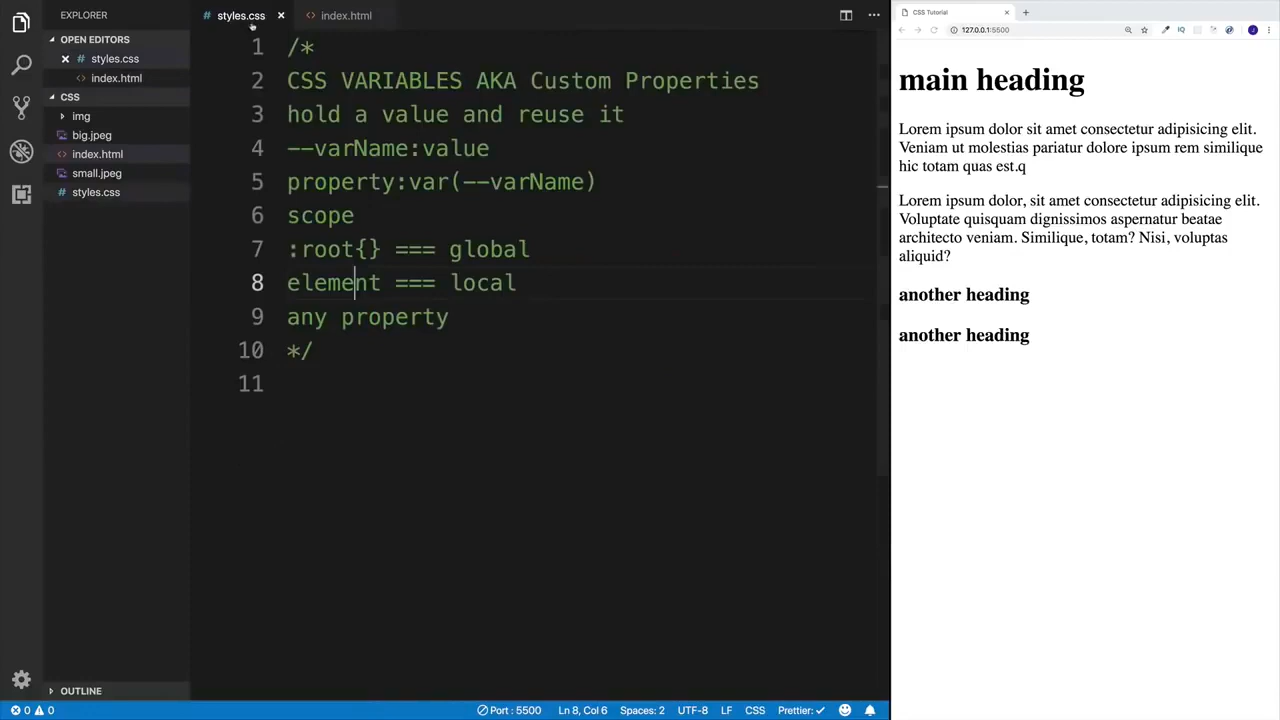 EXPLORER
OPEN EDITORS
styles.css
index.html
CSS
img
big.jpeg
index.html
small.jpeg
styles.css
OUTLINE
styles.css
index.html
1 /*
2 CSS VARIABLES AKA Custom Properties
3 hold a value and reuse it
4 --varName:value
5 property:var(--varName)
6 scope
7 :root{} === global
8 element === local
9 any property
10 */
11
0 0
Port : 5500
Ln 8, Col 6
Spaces: 2
UTF-8
LF
CSS
Prettier: ✓
CSS Tutorial
127.0.0.1:5500
IQ
J
main heading
Lorem ipsum dolor sit amet consectetur adipisicing elit.
Veniam ut molestias pariatur dolore ipsum rem similique
hic totam quas est.q
Lorem ipsum dolor, sit amet consectetur adipisicing elit.
Voluptate quisquam dignissimos aspernatur beatae
architecto veniam. Similique, totam? Nisi, voluptas
aliquid?
another heading
another heading